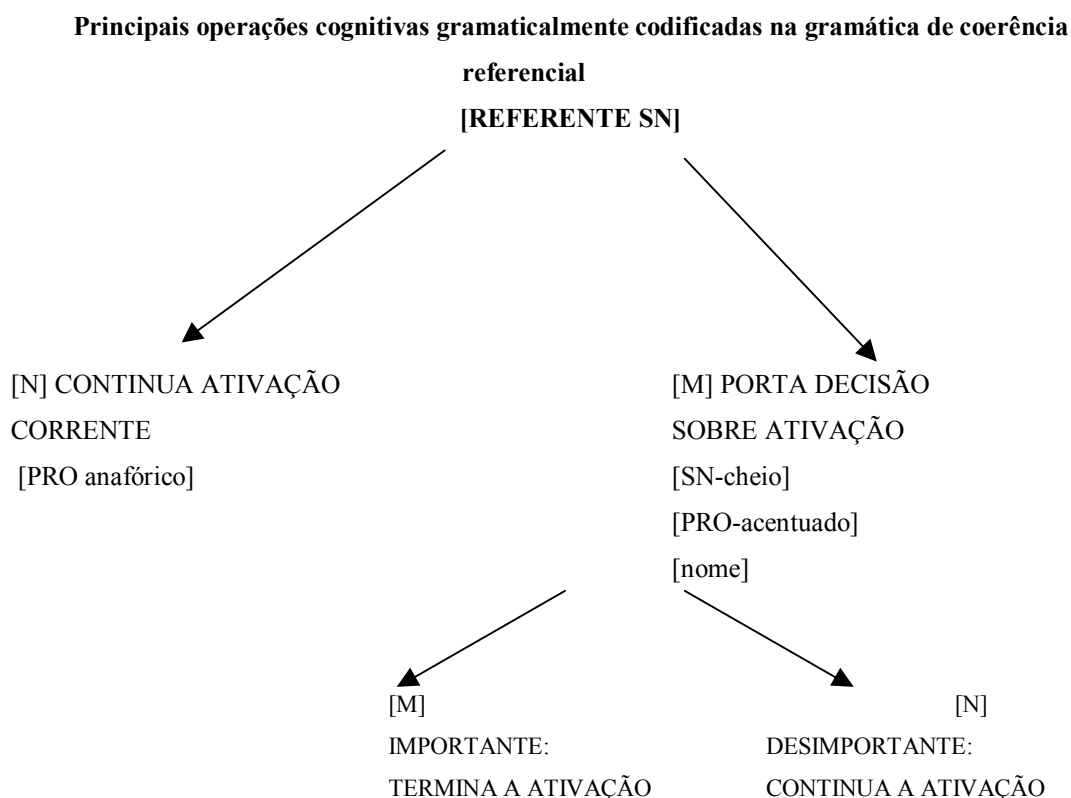 Principais operações cognitivas gramaticalmente codificadas na gramática de coerência
referencial
[REFERENTE SN]
[N] CONTINUA ATIVAÇÃO
CORRENTE
[PRO anafórico]
[M] PORTA DECISÃO
SOBRE ATIVAÇÃO
[SN-cheio]
[PRO-acentuado]
[nome]
[M]
IMPORTANTE:
TERMINA A ATIVAÇÃO
[N]
DESIMPORTANTE:
CONTINUA A ATIVAÇÃO